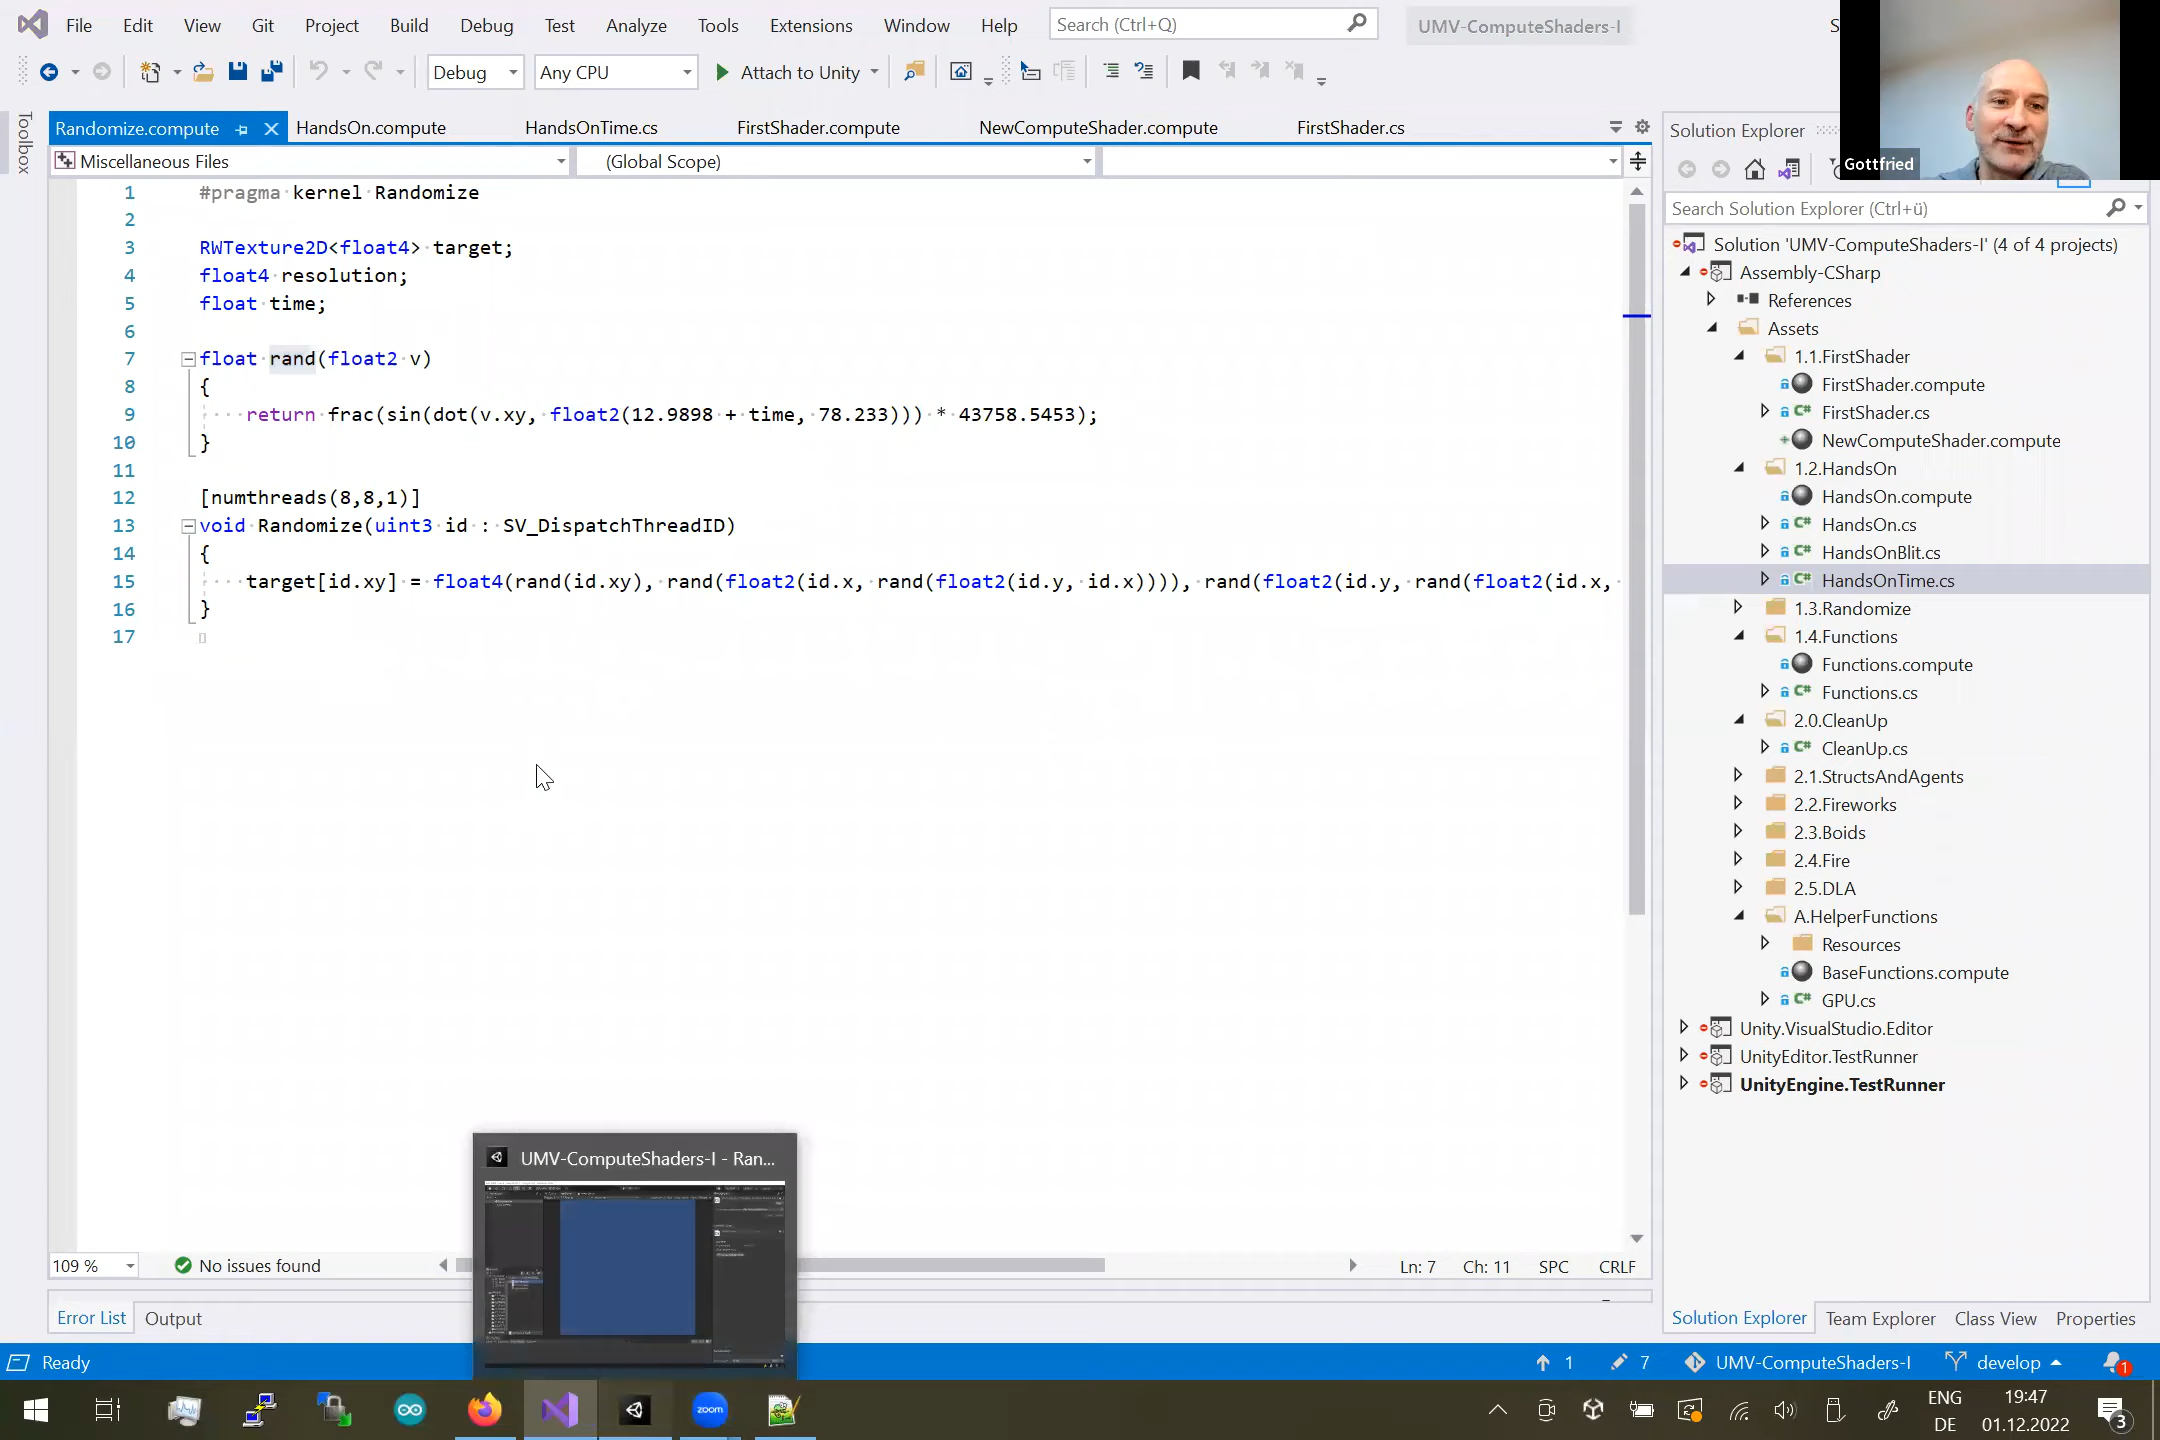 File Edit View Git Project Build Debug Test Analyze Tools Extensions Window Help Search (Ctrl+Q) UMV-ComputeShaders-I S
Debug Any CPU Attach to Unity
Toolbox
Randomize.compute HandsOn.compute HandsOnTime.cs FirstShader.compute NewComputeShader.compute FirstShader.cs
Miscellaneous Files (Global Scope)
1 #pragma kernel Randomize
2
3 RWTexture2D<float4> target;
4 float4 resolution;
5 float time;
6
7 float rand(float2 v)
8 {
9 return frac(sin(dot(v.xy, float2(12.9898 + time, 78.233))) * 43758.5453);
10 }
11
12 [numthreads(8,8,1)]
13 void Randomize(uint3 id : SV_DispatchThreadID)
14 {
15 target[id.xy] = float4(rand(id.xy), rand(float2(id.x, rand(float2(id.y, id.x)))), rand(float2(id.y, rand(float2(id.x,
16 }
17
109 % No issues found Ln: 7 Ch: 11 SPC CRLF
Error List Output
Gottfried
Solution Explorer
Search Solution Explorer (Ctrl+ü)
Solution 'UMV-ComputeShaders-I' (4 of 4 projects)
Assembly-CSharp
References
Assets
1.1.FirstShader
FirstShader.compute
C# FirstShader.cs
NewComputeShader.compute
1.2.HandsOn
HandsOn.compute
C# HandsOn.cs
C# HandsOnBlit.cs
C# HandsOnTime.cs
1.3.Randomize
1.4.Functions
Functions.compute
C# Functions.cs
2.0.CleanUp
C# CleanUp.cs
2.1.StructsAndAgents
2.2.Fireworks
2.3.Boids
2.4.Fire
2.5.DLA
A.HelperFunctions
Resources
BaseFunctions.compute
C# GPU.cs
Unity.VisualStudio.Editor
UnityEditor.TestRunner
UnityEngine.TestRunner
Solution Explorer Team Explorer Class View Properties
UMV-ComputeShaders-I - Ran...
Ready 1 7 UMV-ComputeShaders-I develop 1
zoom
ENG
DE
19:47
01.12.2022
3